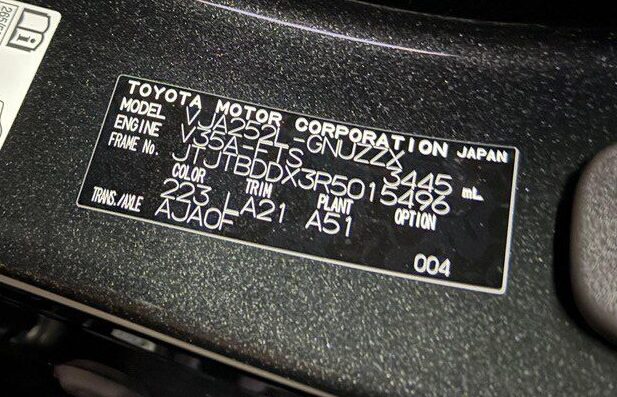 TOYOTA MOTOR CORPORATION JAPAN
MODEL VJA252L-GNUZZX
ENGINE V35A-FTS 3445 mL
FRAME No. JTJTBDDX3R5015496
COLOR TRIM PLANT OPTION
223 LA21 A51
TRANS./AXLE AJA0F
004